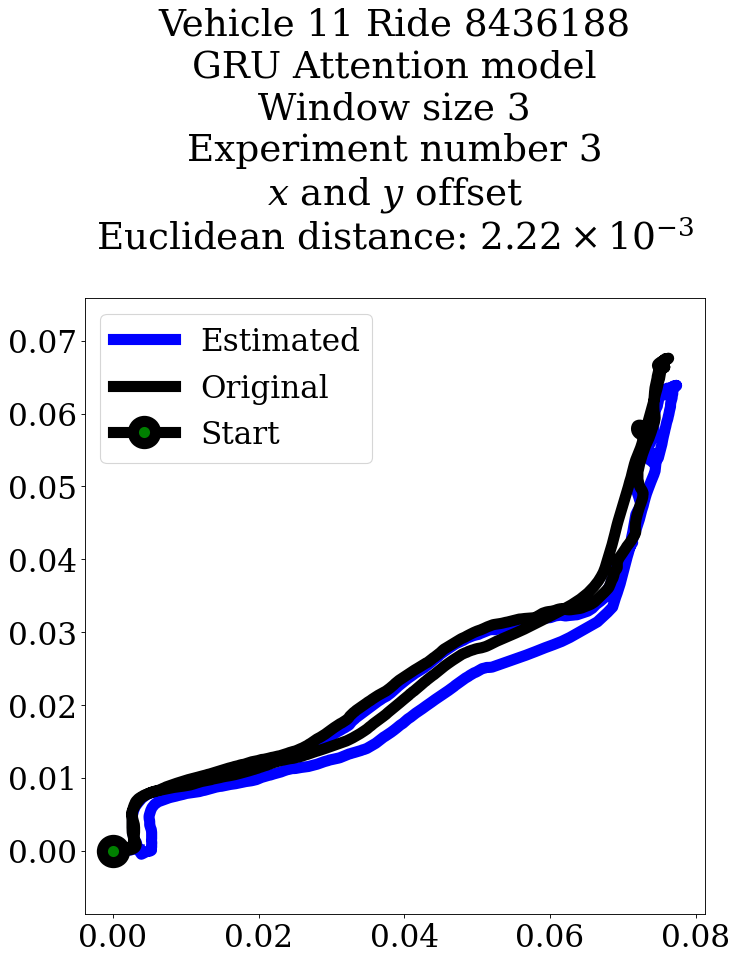 Vehicle 11 Ride 8436188
GRU Attention model
Window size 3
Experiment number 3
x and y offset
Euclidean distance: 2.22 × 10⁻³
Estimated
Original
Start
0.07
0.06
0.05
0.04
0.03
0.02
0.01
0.00
0.00 0.02 0.04 0.06 0.08